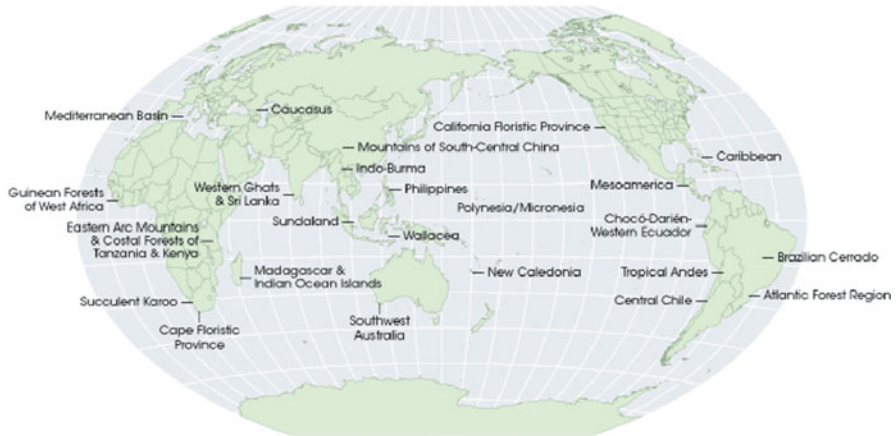 Caucasus
Mediterranean Basin
California Floristic Province
Mountains of South-Central China
Caribbean
Indo-Burma
Mesoamerica
Western Ghats
& Sri Lanka
Philippines
Guinean Forests
of West Africa
Polynesia/Micronesia
Sundaland
Chocó-Darién-
Western Ecuador
Eastern Arc Mountains
& Costal Forests of
Tanzania & Kenya
Wallacea
Brazilian Cerrado
Madagascar &
Indian Ocean Islands
New Caledonia
Tropical Andes
Succulent Karoo
Central Chile
Atlantic Forest Region
Southwest
Australia
Cape Floristic
Province